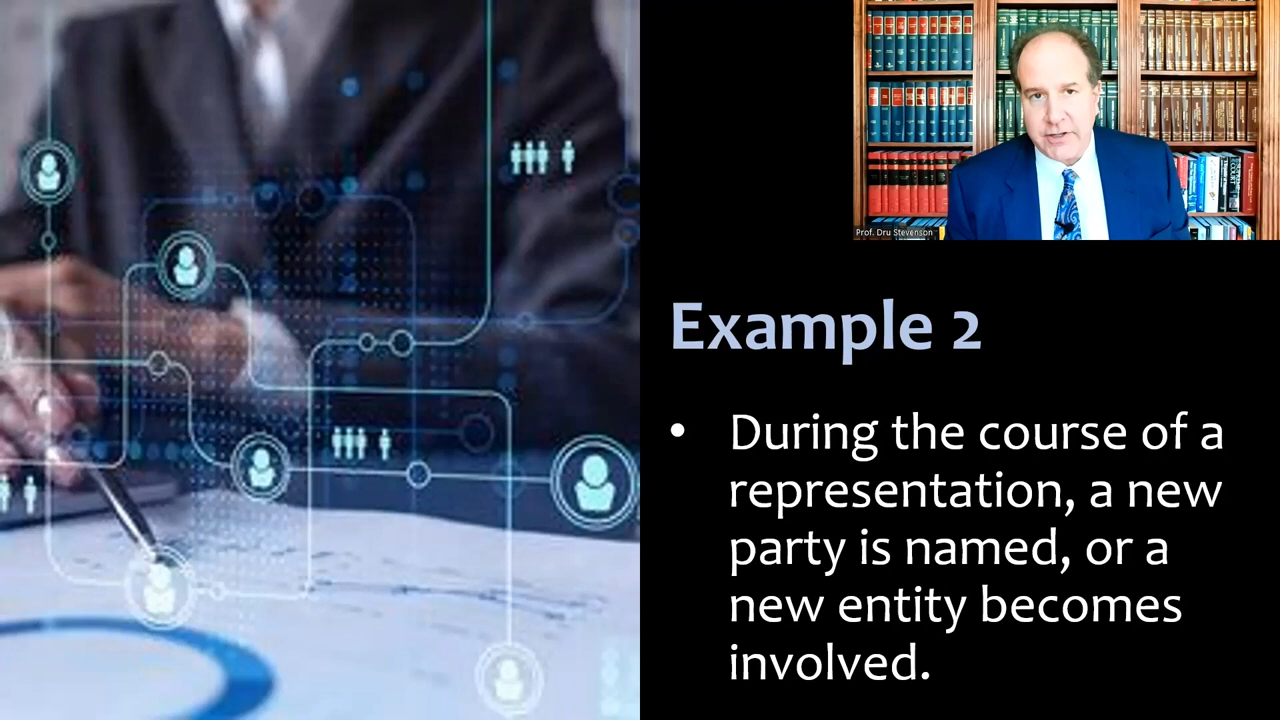 Prof. Dru Stevenson
Example 2
• During the course of a
representation, a new
party is named, or a
new entity becomes
involved.